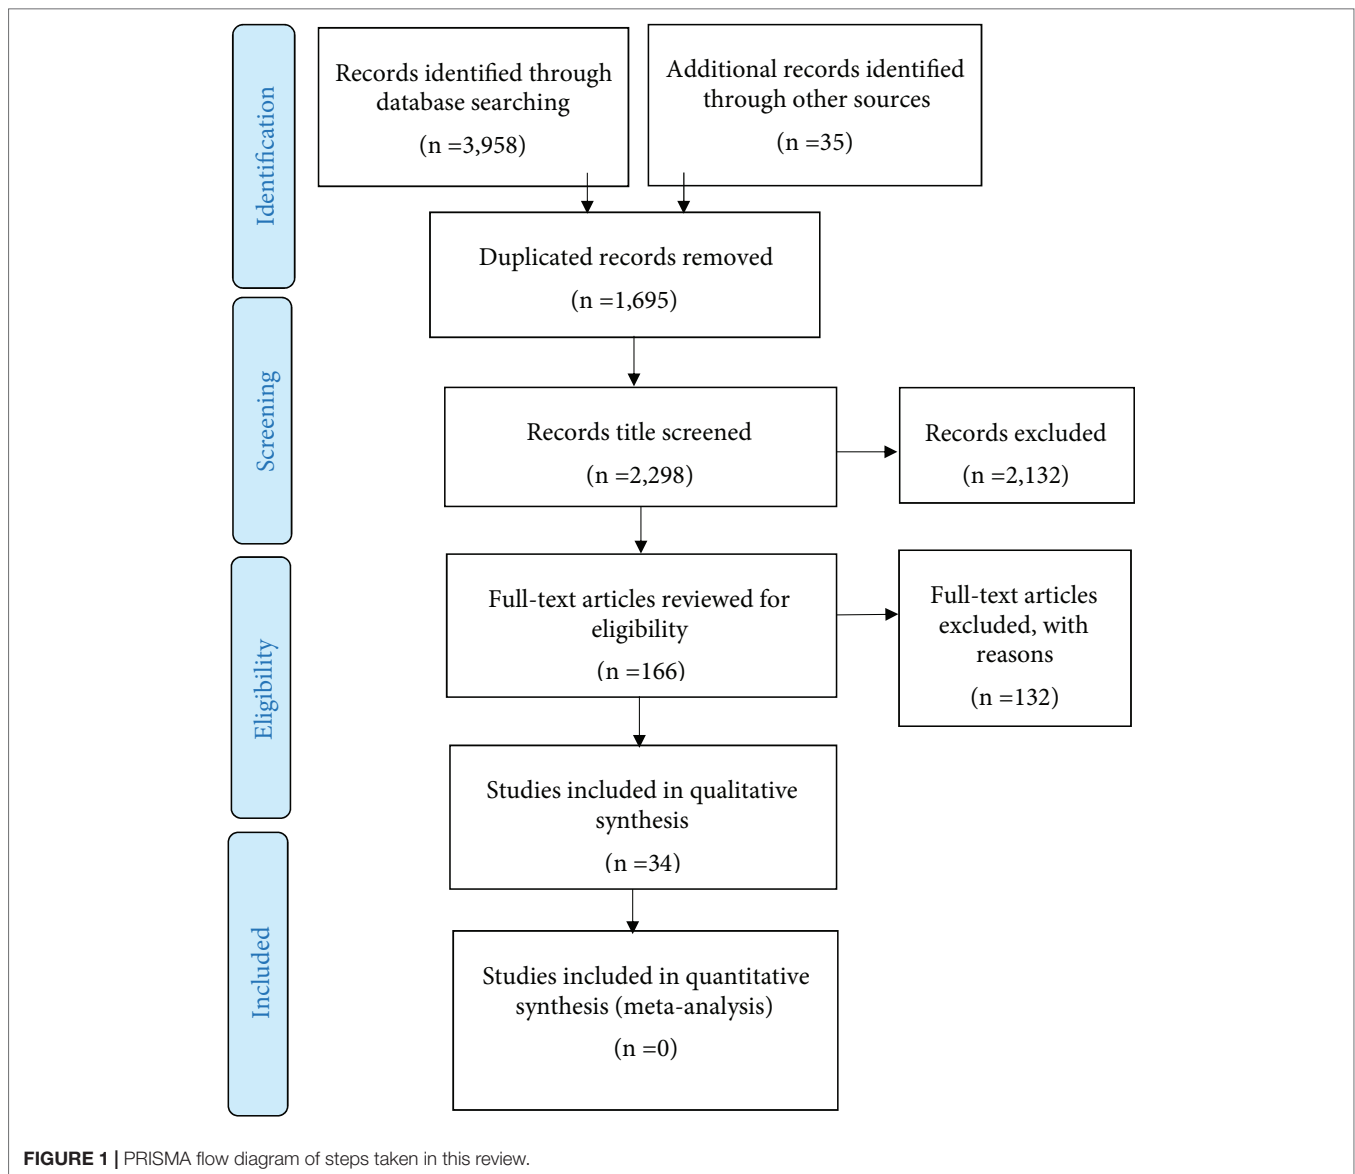 Identification
Records identified through
database searching
(n =3,958)
Additional records identified
through other sources
(n =35)
Duplicated records removed
(n =1,695)
Screening
Records title screened
(n =2,298)
Records excluded
(n =2,132)
Eligibility
Full-text articles reviewed for
eligibility
(n =166)
Full-text articles
excluded, with
reasons
(n =132)
Studies included in qualitative
synthesis
(n =34)
Included
Studies included in quantitative
synthesis (meta-analysis)
(n =0)
FIGURE 1 | PRISMA flow diagram of steps taken in this review.